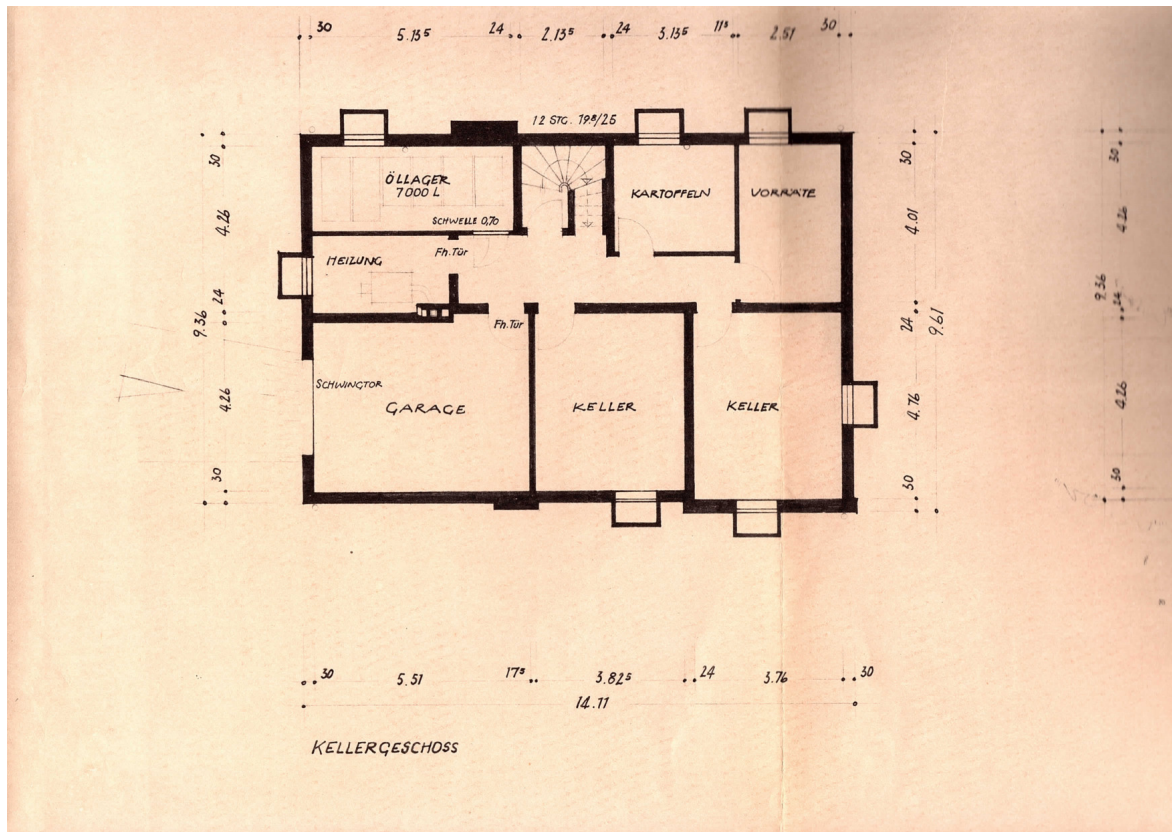 30 5.13⁵ 24 2.13⁵ 24 3.13⁵ 11⁵ 2.51 30
12 STG. 19.⁸/25
ÖLLAGER
7000 L
SCHWELLE 0,70
KARTOFFELN
VORRÄTE
HEIZUNG
Fh. Tür
Fh. Tür
SCHWINGTOR
GARAGE
KELLER
KELLER
30
4.26
24
9.36
4.26
30
30
4.01
24
9.61
4.76
30
30
4.26
9.36
24
4.26
30
30 5.51 17⁵ 3.82⁵ 24 3.76 30
14.11
KELLERGESCHOSS